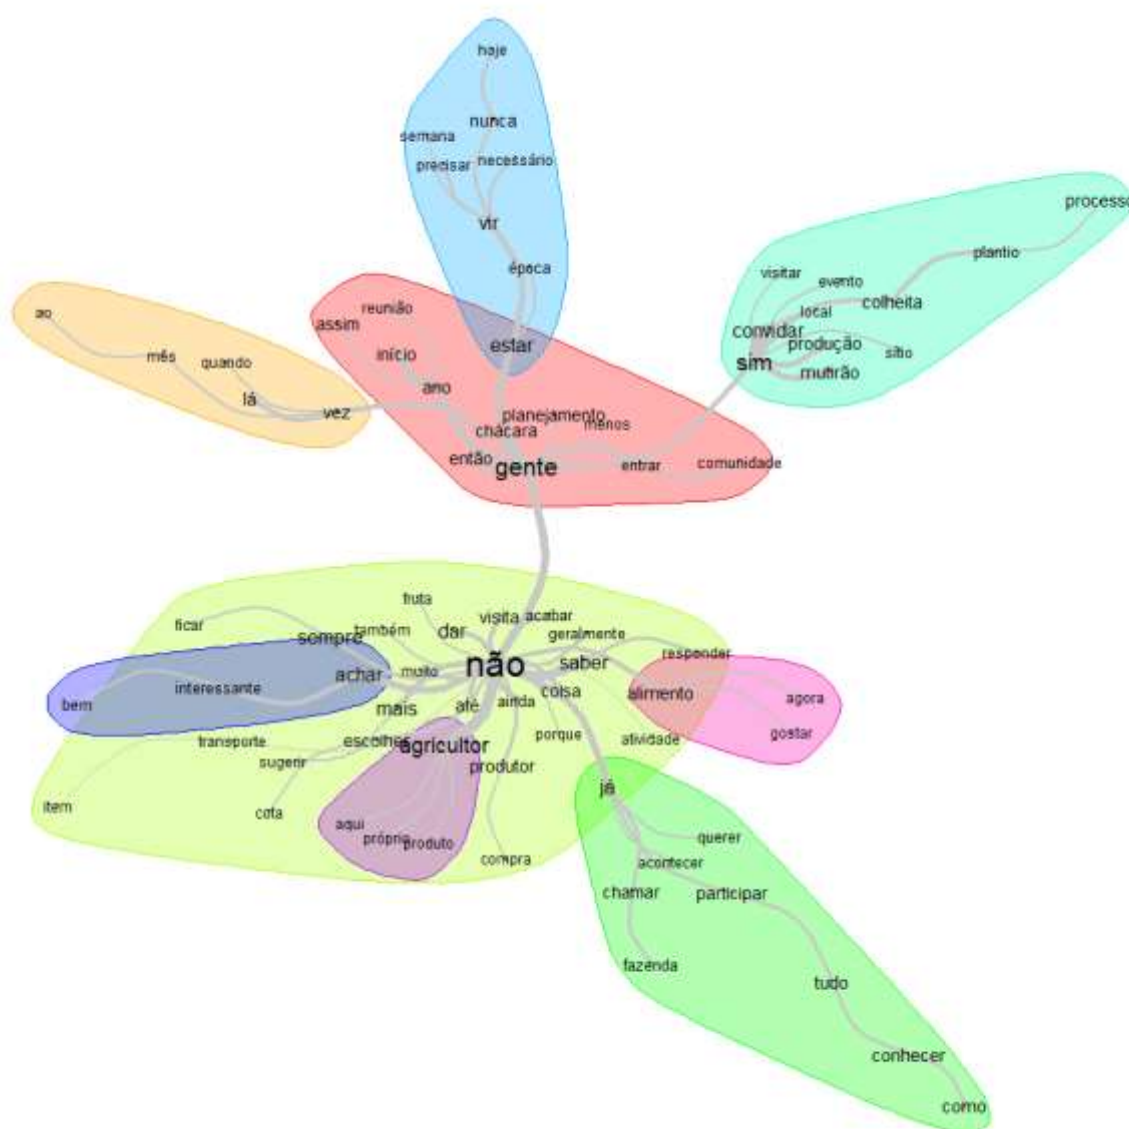 hoje
nunca
semana
precisar
necessário
vir
época
estar
processo
plantio
visitar
evento
local
colheita
convidar
produção
sítio
sim
mutirão
ao
mês
quando
lá
vez
reunião
assim
início
ano
planejamento
menos
chácara
então
gente
entrar
comunidade
fruta
ficar
sempre
também
dar
visita
acabar
geralmente
não
saber
responder
achar
muito
interessante
bem
mais
até
ainda
coisa
alimento
agora
gostar
transporte
escolher
sugerir
agricultor
porque
atividade
produtor
item
cota
aqui
próprio
produto
compra
já
querer
acontecer
chamar
participar
fazenda
tudo
conhecer
como